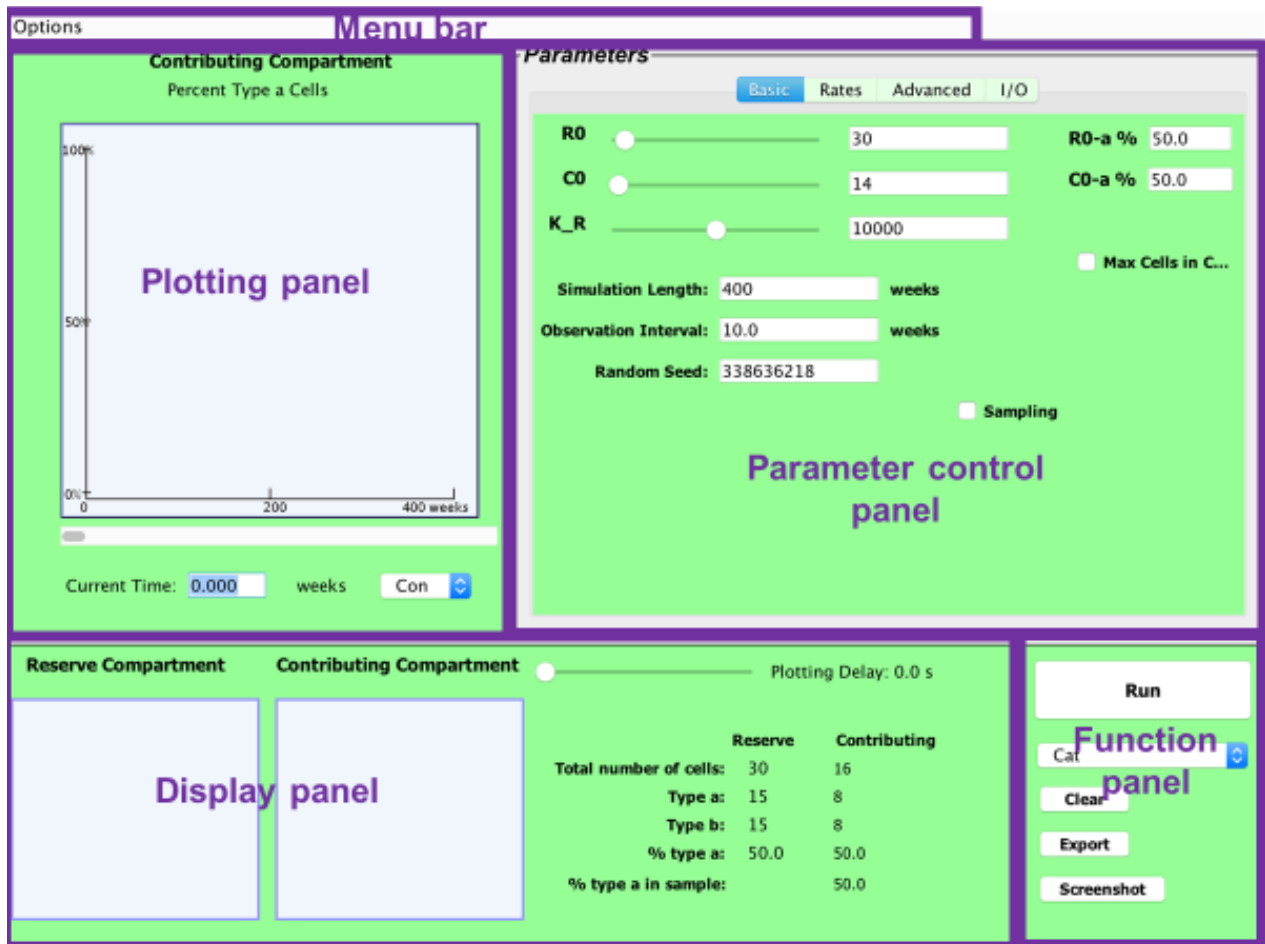 Options
Menu bar
Contributing Compartment
Percent Type a Cells
100%
50%
0%
0
200
400 weeks
Plotting panel
Current Time: 0.000 weeks Con
Parameters
Basic Rates Advanced I/O
R0 30 R0-a % 50.0
C0 14 C0-a % 50.0
K_R 10000
Max Cells in C...
Simulation Length: 400 weeks
Observation Interval: 10.0 weeks
Random Seed: 338636218
Sampling
Parameter control
panel
Reserve Compartment Contributing Compartment Plotting Delay: 0.0 s
Display panel
Reserve Contributing
Total number of cells: 30 16
Type a: 15 8
Type b: 15 8
% type a: 50.0 50.0
% type a in sample: 50.0
Run
Function
panel
Cat
Clear
Export
Screenshot